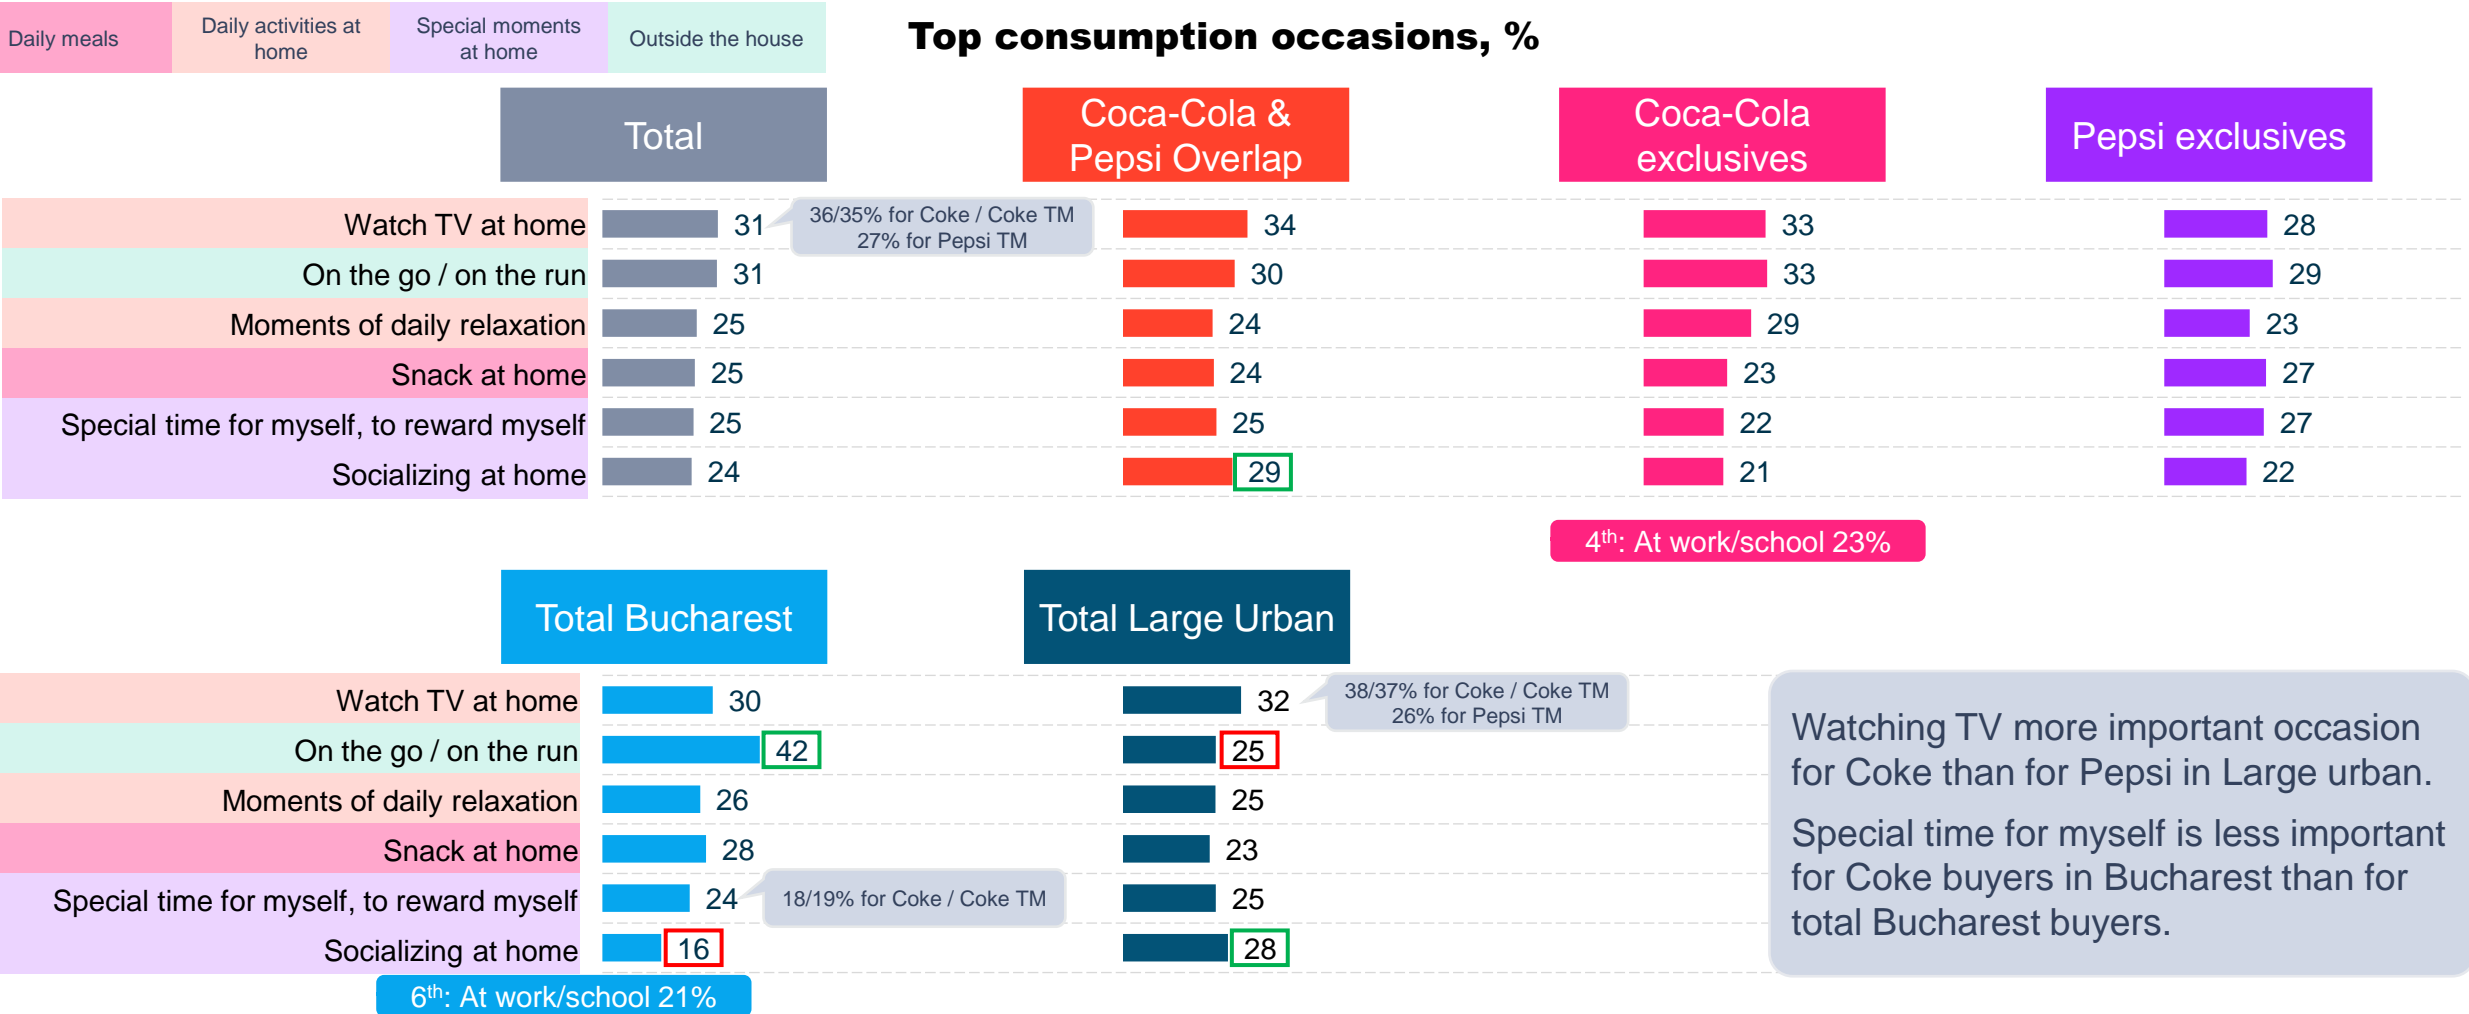 Daily meals
Daily activities at
home
Special moments
at home
Outside the house
Top consumption occasions, %
Total
Coca-Cola &
Pepsi Overlap
Coca-Cola
exclusives
Pepsi exclusives
Watch TV at home 31 34 33 28
36/35% for Coke / Coke TM
27% for Pepsi TM
On the go / on the run 31 30 33 29
Moments of daily relaxation 25 24 29 23
Snack at home 25 24 23 27
Special time for myself, to reward myself 25 25 22 27
Socializing at home 24 29 21 22
4th: At work/school 23%
Total Bucharest
Total Large Urban
Watch TV at home 30 32
38/37% for Coke / Coke TM
26% for Pepsi TM
On the go / on the run 42 25
Moments of daily relaxation 26 25
Snack at home 28 23
Special time for myself, to reward myself 24 25
18/19% for Coke / Coke TM
Socializing at home 16 28
6th: At work/school 21%
Watching TV more important occasion
for Coke than for Pepsi in Large urban.
Special time for myself is less important
for Coke buyers in Bucharest than for
total Bucharest buyers.